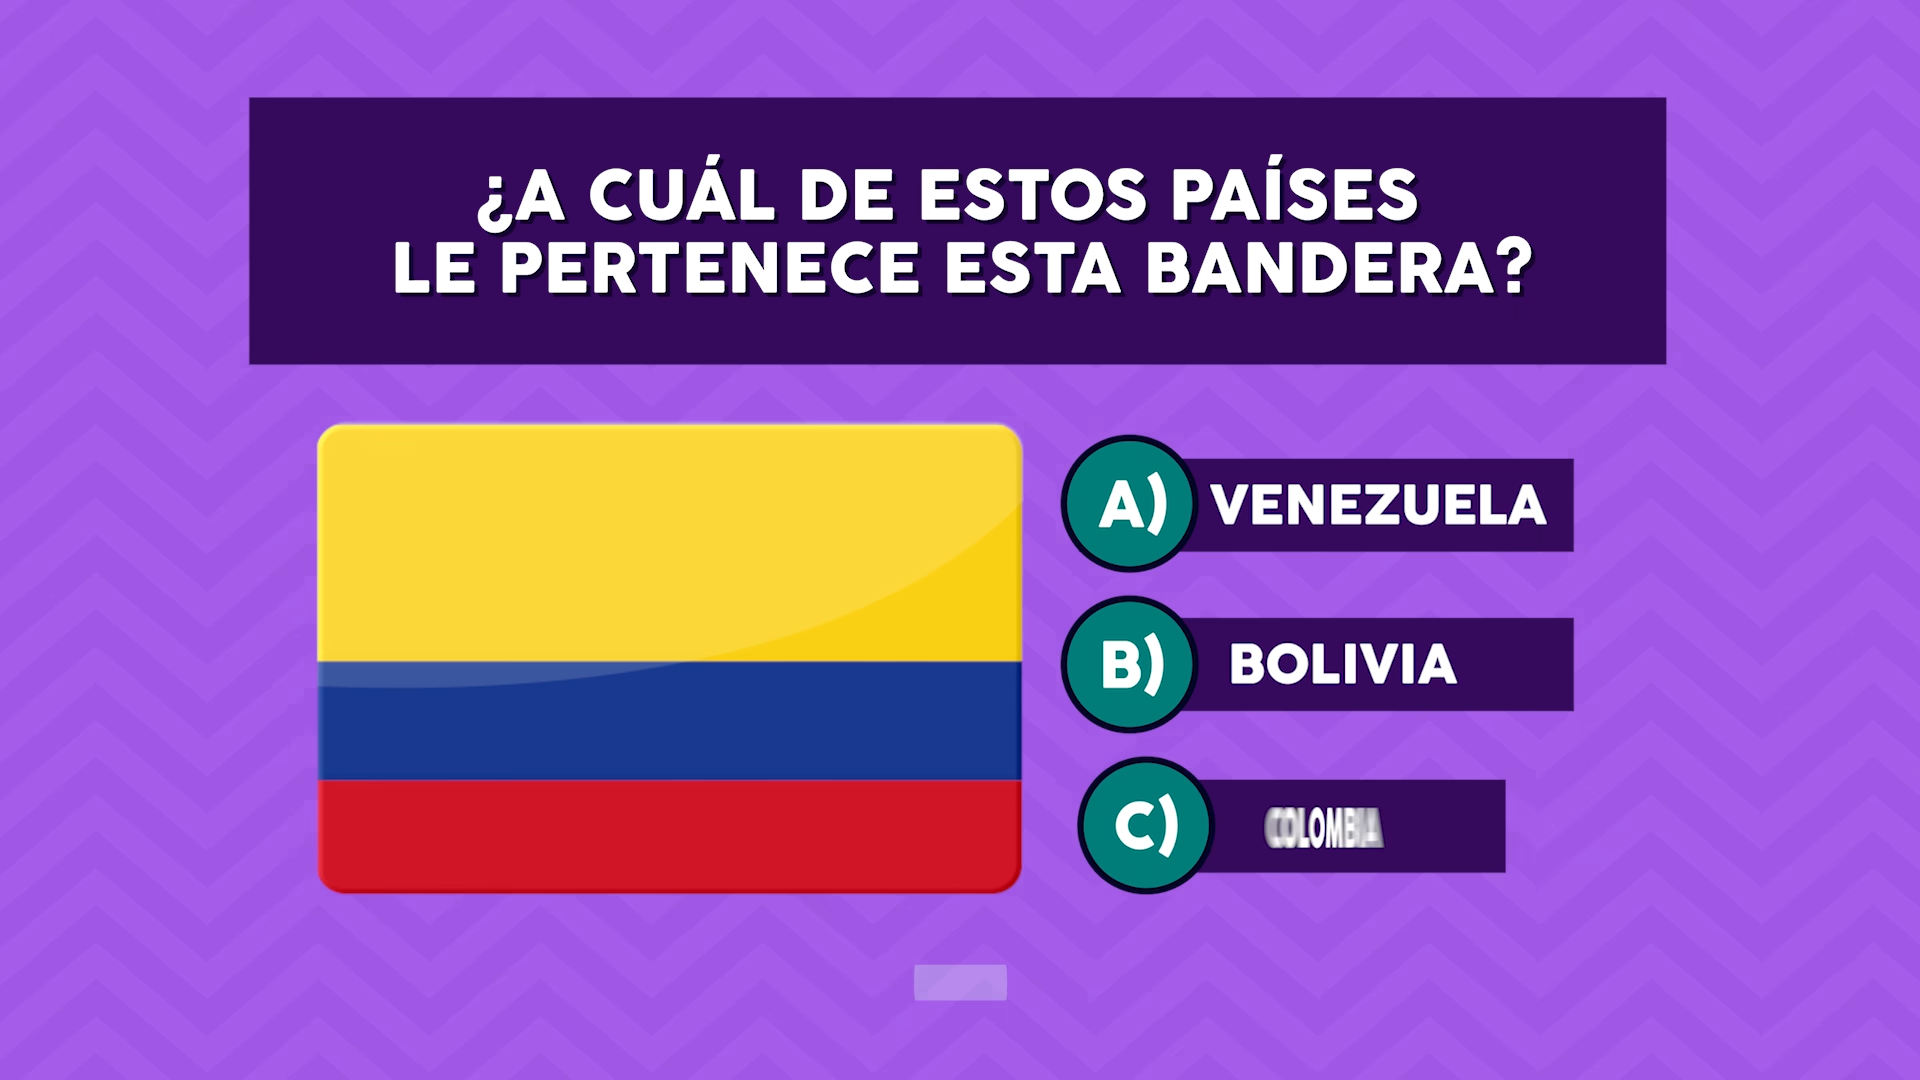 ¿A CUÁL DE ESTOS PAÍSES
LE PERTENECE ESTA BANDERA?
A) VENEZUELA
B) BOLIVIA
C) COLOMBIA